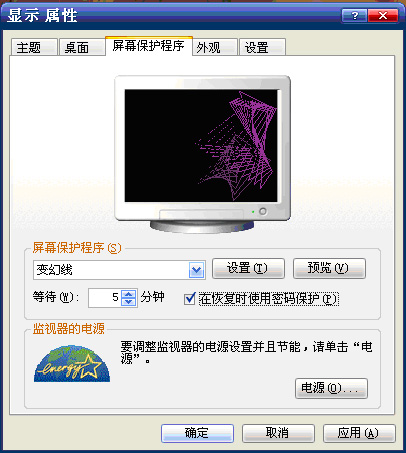 显示 属性
主题 桌面 屏幕保护程序 外观 设置
屏幕保护程序(S)
变幻线 设置(T) 预览(V)
等待(W): 5 分钟 在恢复时使用密码保护(P)
监视器的电源
energy
要调整监视器的电源设置并且节能，请单击“电
源”。
电源(O)...
确定 取消 应用(A)